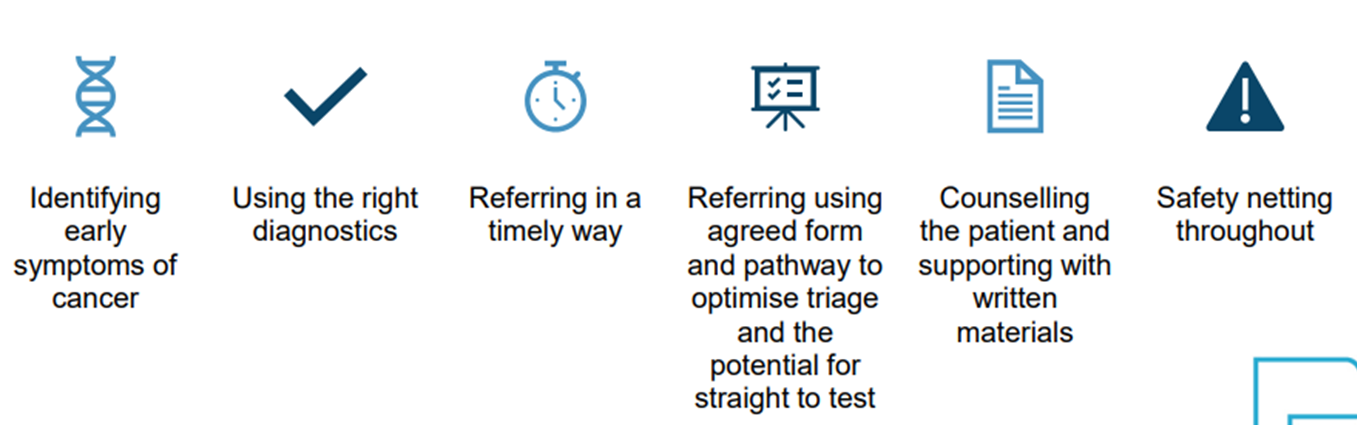 Identifying
early
symptoms of
cancer
Using the right
diagnostics
Referring in a
timely way
Referring using
agreed form
and pathway to
optimise triage
and the
potential for
straight to test
Counselling
the patient and
supporting with
written
materials
Safety netting
throughout